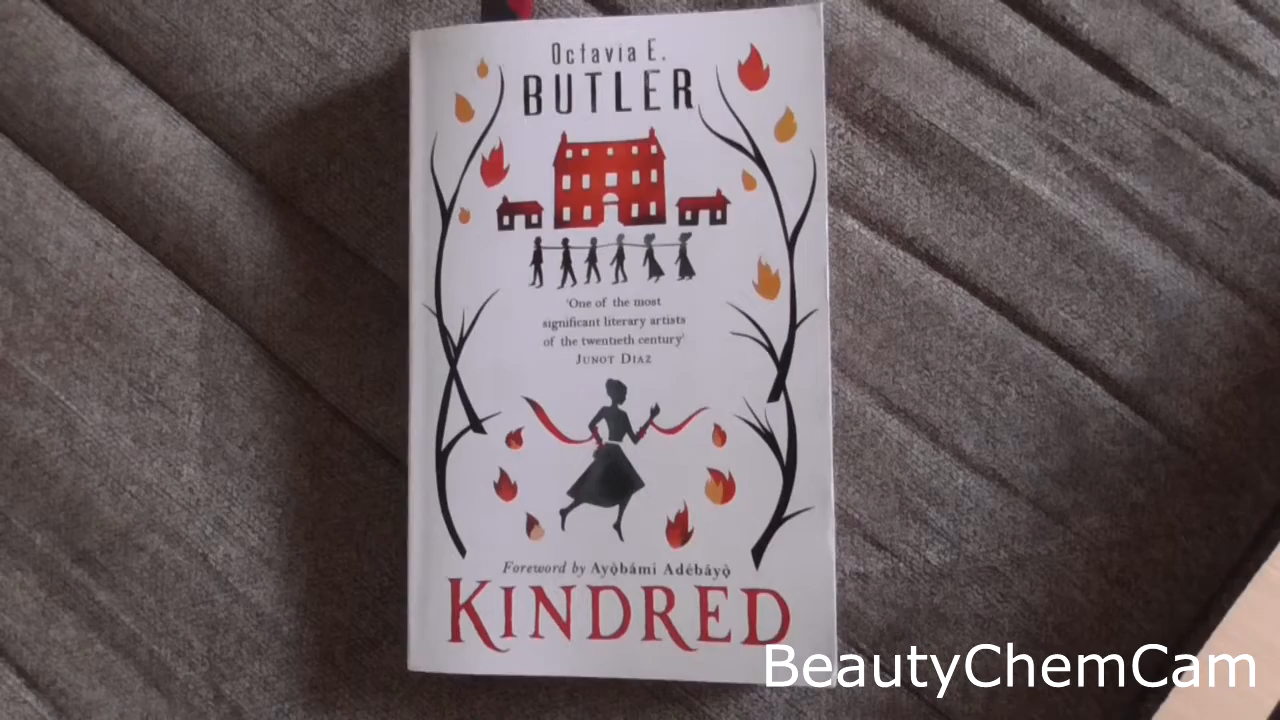 Octavia E.
BUTLER
'One of the most
significant literary artists
of the twentieth century'
JUNOT DIAZ
Foreword by Ayọ̀bámi Adébáyọ̀
KINDRED
BeautyChemCam